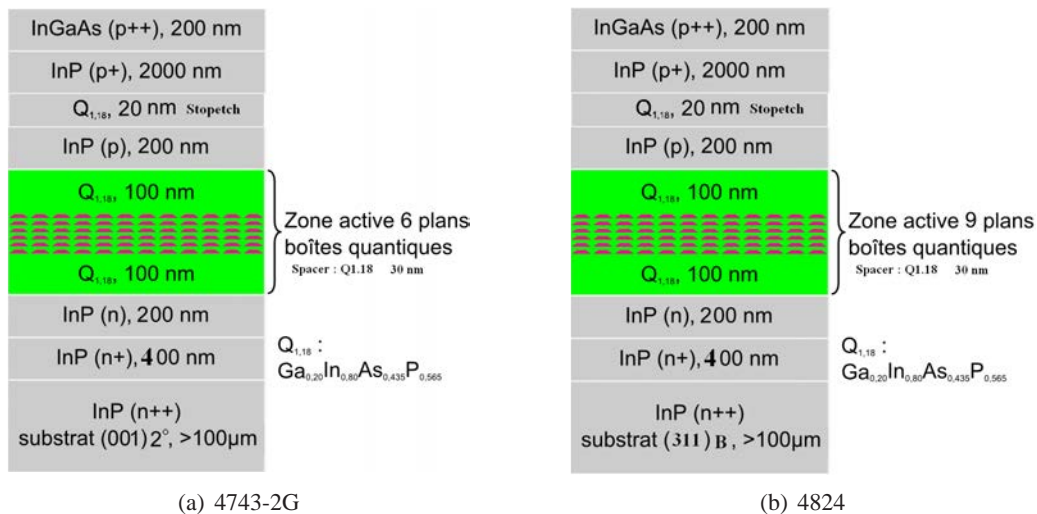 InGaAs (p++), 200 nm
InP (p+), 2000 nm
Q1,18, 20 nm Stopetch
InP (p), 200 nm
Q1,18, 100 nm
Zone active 6 plans
boîtes quantiques
Spacer : Q1.18 30 nm
Q1,18, 100 nm
InP (n), 200 nm
InP (n+), 400 nm
Q1,18 :
Ga0,20In0,80As0,435P0,565
InP (n++)
substrat (001) 2°, >100µm
(a) 4743-2G
InGaAs (p++), 200 nm
InP (p+), 2000 nm
Q1,18, 20 nm Stopetch
InP (p), 200 nm
Q1,18, 100 nm
Zone active 9 plans
boîtes quantiques
Spacer : Q1.18 30 nm
Q1,18, 100 nm
InP (n), 200 nm
InP (n+), 400 nm
Q1,18 :
Ga0,20In0,80As0,435P0,565
InP (n++)
substrat (311) B, >100µm
(b) 4824